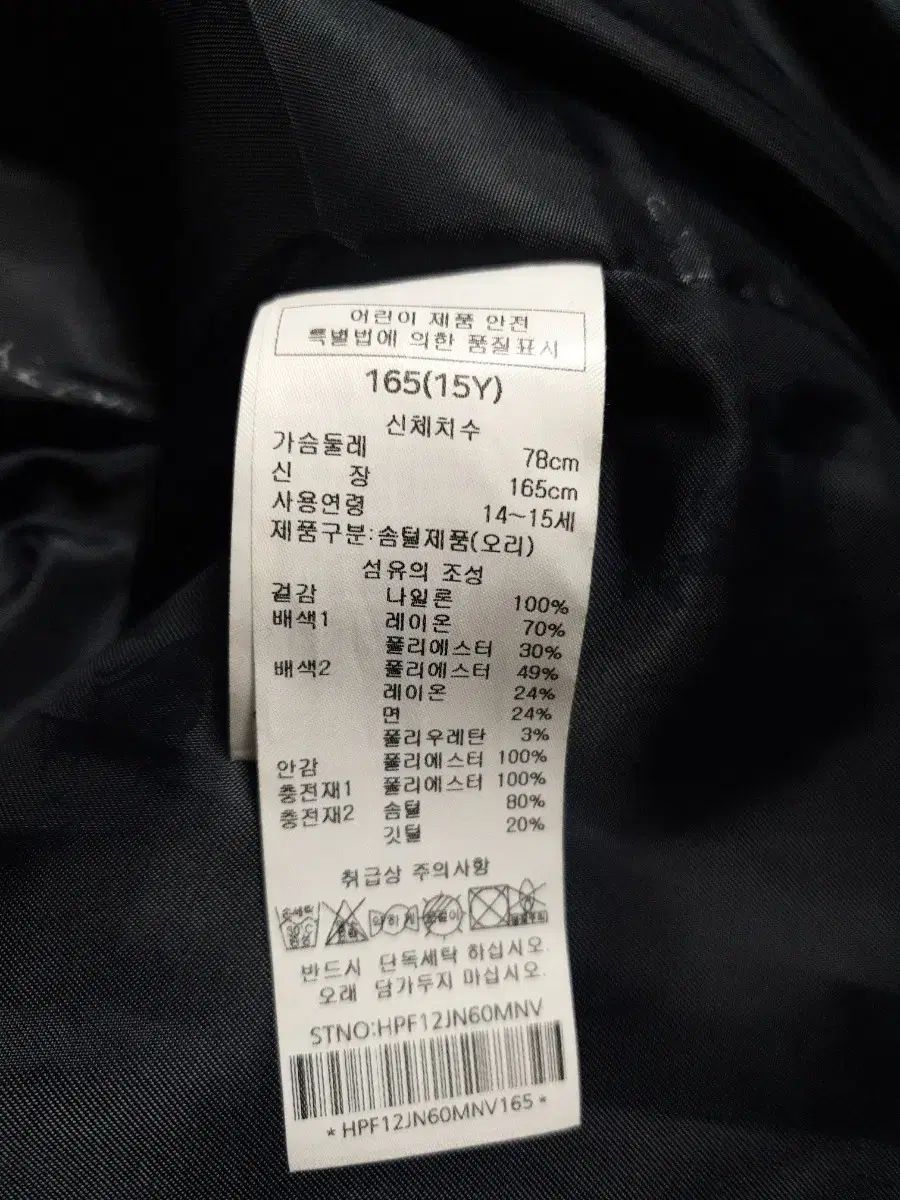 어린이 제품 안전
특별법에 의한 품질표시
165(15Y)
신체치수
가슴둘레 78cm
신 장 165cm
사용연령 14~15세
제품구분:솜털제품(오리)
섬유의 조성
겉감 나일론 100%
배색1 레이온 70%
폴리에스터 30%
배색2 폴리에스터 49%
레이온 24%
면 24%
폴리우레탄 3%
안감 폴리에스터 100%
충전재1 폴리에스터 100%
충전재2 솜털 80%
깃털 20%
취급상 주의사항
손세탁 30°C 약하게
반드시 단독세탁 하십시오.
오래 담가두지 마십시오.
STNO:HPF12JN60MNV
*HPF12JN60MNV165*